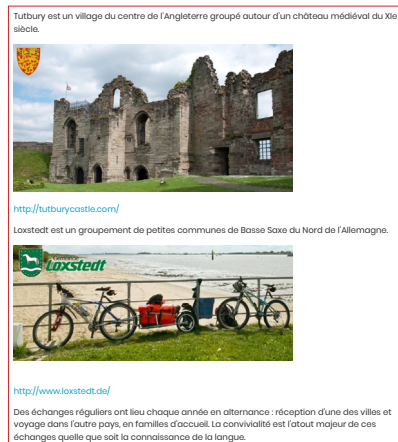 Tutbury est un village du centre de l'Angleterre groupé autour d'un château médiéval du XIe
siècle.
http://tutburycastle.com/
Loxstedt est un groupement de petites communes de Basse Saxe du Nord de l'Allemagne.
Gemeinde
Loxstedt
http://www.loxstedt.de/
Des échanges réguliers ont lieu chaque année en alternance : réception d'une des villes et
voyage dans l'autre pays, en familles d'accueil. La convivialité est l'atout majeur de ces
échanges quelle que soit la connaissance de la langue.